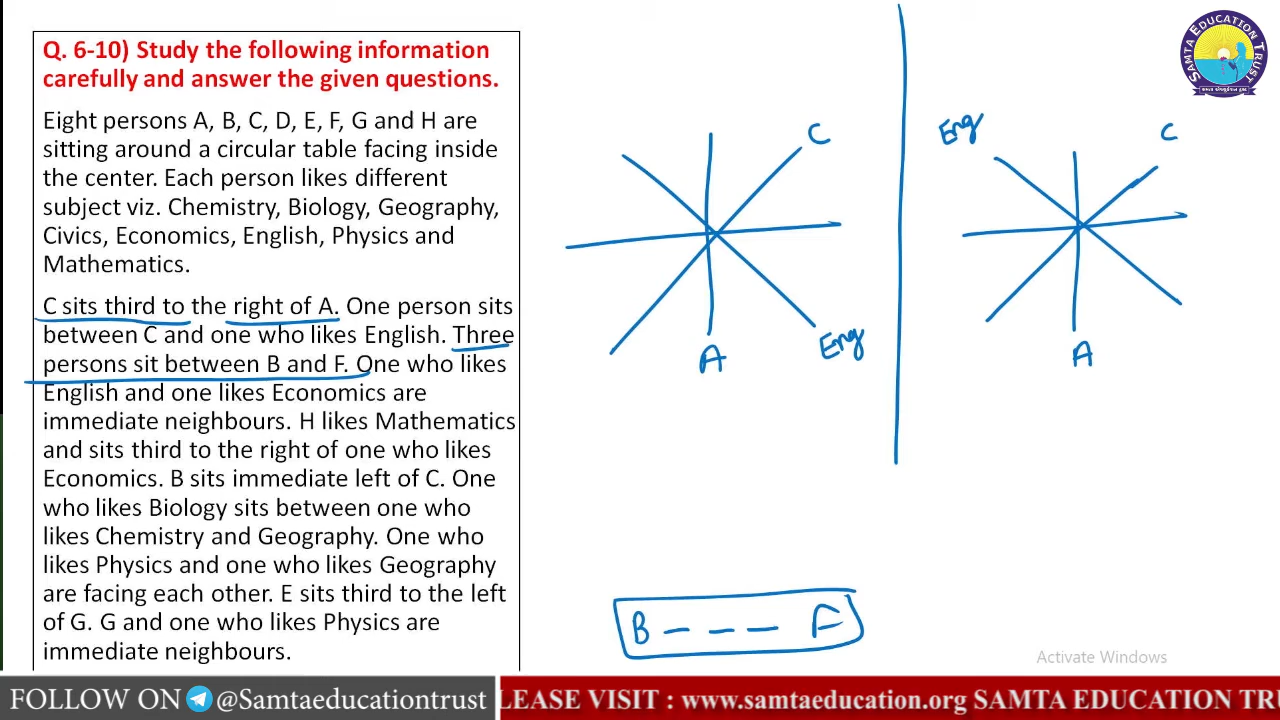 Q. 6-10) Study the following information
carefully and answer the given questions.
Eight persons A, B, C, D, E, F, G and H are
sitting around a circular table facing inside
the center. Each person likes different
subject viz. Chemistry, Biology, Geography,
Civics, Economics, English, Physics and
Mathematics.
C sits third to the right of A. One person sits
between C and one who likes English. Three
persons sit between B and F. One who likes
English and one likes Economics are
immediate neighbours. H likes Mathematics
and sits third to the right of one who likes
Economics. B sits immediate left of C. One
who likes Biology sits between one who
likes Chemistry and Geography. One who
likes Physics and one who likes Geography
are facing each other. E sits third to the left
of G. G and one who likes Physics are
immediate neighbours.
C
Eng
A
Eng
C
A
B --- F
SAMTA EDUCATION TRUST
Activate Windows
FOLLOW ON @Samtaeducationtrust
LEASE VISIT : www.samtaeducation.org SAMTA EDUCATION TR